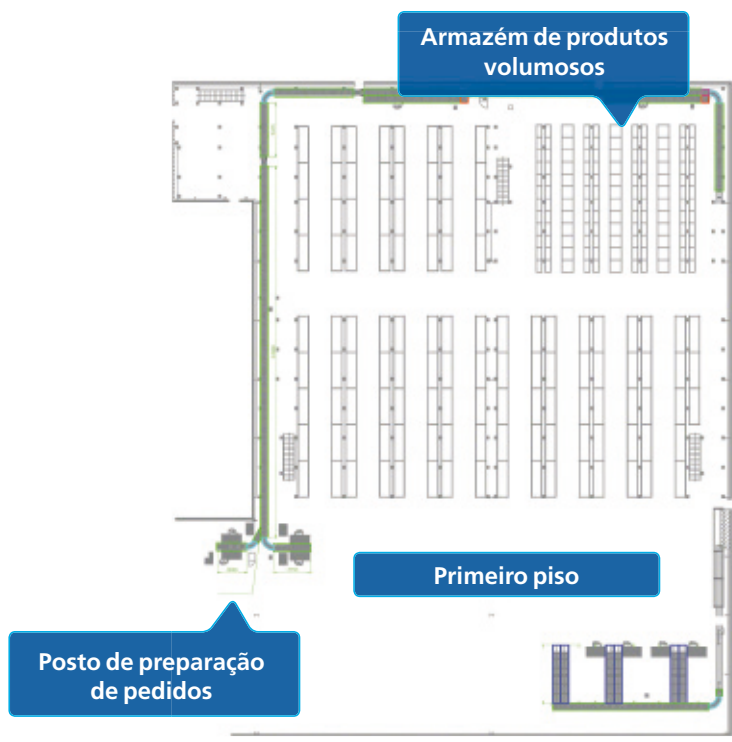 Armazém de produtos
volumosos
Primeiro piso
Posto de preparação
de pedidos